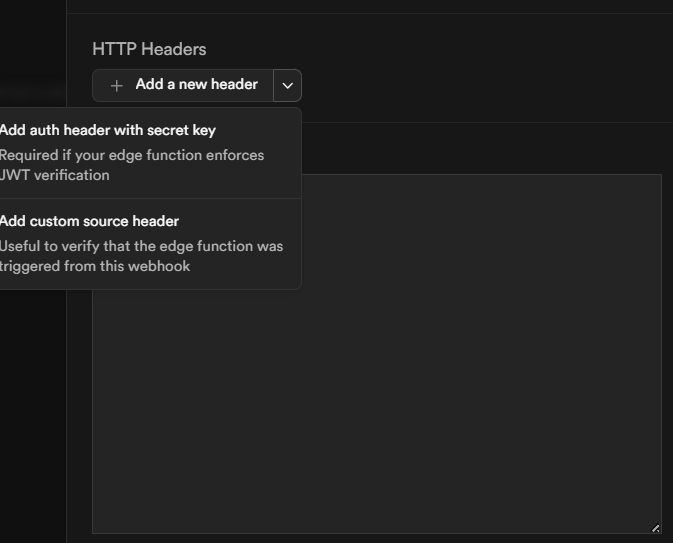 HTTP Headers
Add a new header
Add auth header with secret key
Required if your edge function enforces
JWT verification
Add custom source header
Useful to verify that the edge function was
triggered from this webhook